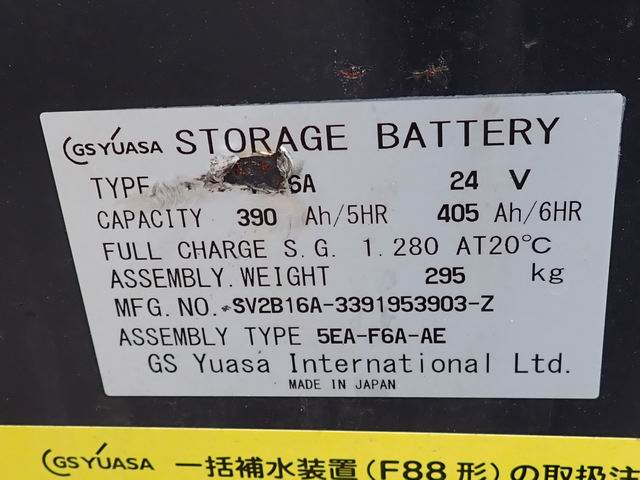 GS YUASA STORAGE BATTERY
TYPE 6A 24 V
CAPACITY 390 Ah/5HR 405 Ah/6HR
FULL CHARGE S.G. 1.280 AT20℃
ASSEMBLY.WEIGHT 295 kg
MFG.NO.*SV2B16A-3391953903-Z
ASSEMBLY TYPE 5EA-F6A-AE
GS Yuasa International Ltd.
MADE IN JAPAN
GS YUASA 一括補水装置(F88形)の取扱注